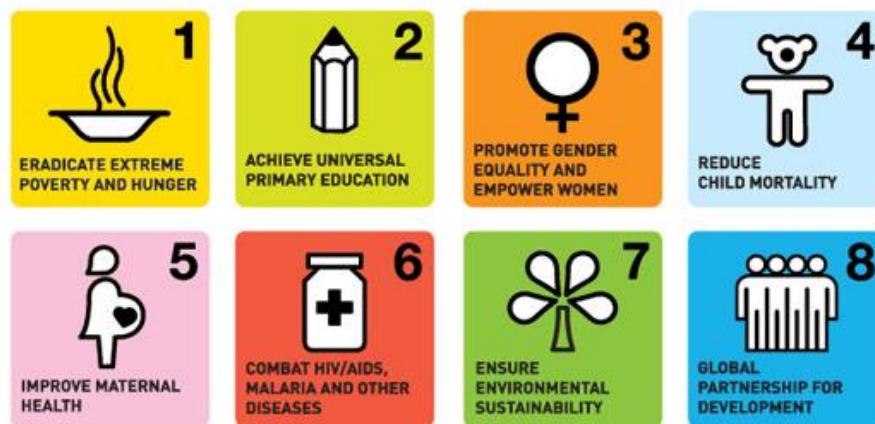 1
ERADICATE EXTREME
POVERTY AND HUNGER
2
ACHIEVE UNIVERSAL
PRIMARY EDUCATION
3
PROMOTE GENDER
EQUALITY AND
EMPOWER WOMEN
4
REDUCE
CHILD MORTALITY
5
IMPROVE MATERNAL
HEALTH
6
COMBAT HIV/AIDS,
MALARIA AND OTHER
DISEASES
7
ENSURE
ENVIRONMENTAL
SUSTAINABILITY
8
GLOBAL
PARTNERSHIP FOR
DEVELOPMENT